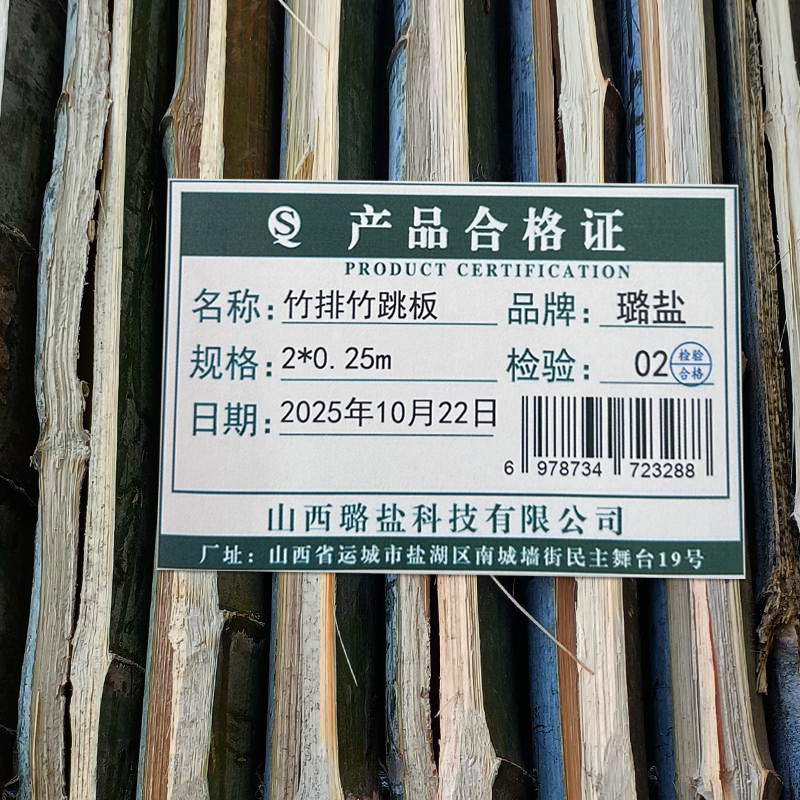 产品合格证
PRODUCT CERTIFICATION
名称：竹排竹跳板 品牌：璐盐
规格：2*0.25m 检验：02 检验 合格
日期：2025年10月22日
6 978734 723288
山西璐盐科技有限公司
厂址：山西省运城市盐湖区南城墙街民主舞台19号